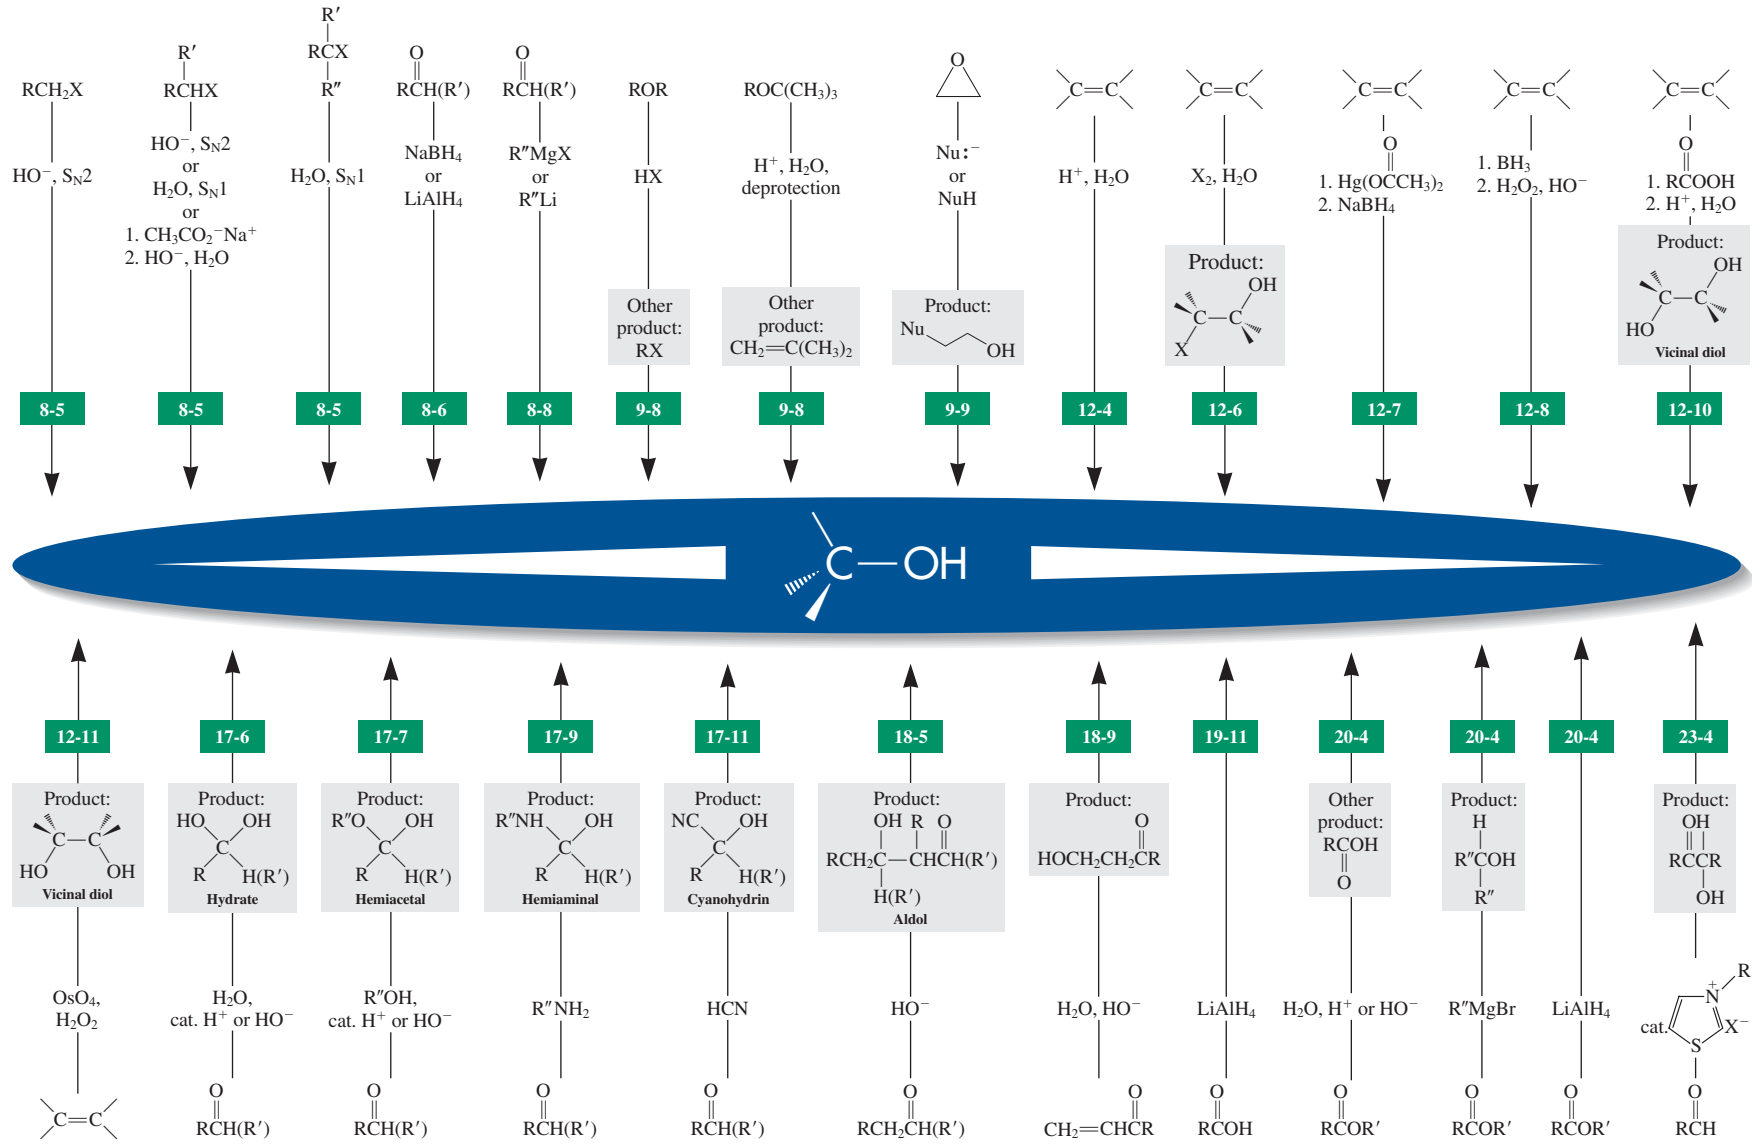 R′
RCX
R″
RCH₂X
HO⁻, S_N2
8-5
R′
RCHX
HO⁻, S_N2
or
H₂O, S_N1
or
1. CH₃CO₂⁻Na⁺
2. HO⁻, H₂O
8-5
H₂O, S_N1
8-5
O
RCH(R′)
NaBH₄
or
LiAlH₄
8-6
O
RCH(R′)
R″MgX
or
R″Li
8-8
ROR
HX
Other
product:
RX
9-8
ROC(CH₃)₃
H⁺, H₂O,
deprotection
Other
product:
CH₂=C(CH₃)₂
9-8
O
Nu:⁻
or
NuH
Product:
Nu
OH
9-9
C=C
H⁺, H₂O
12-4
C=C
X₂, H₂O
Product:
OH
C—C
X
12-6
C=C
O
1. Hg(OCCH₃)₂
2. NaBH₄
12-7
C=C
1. BH₃
2. H₂O₂, HO⁻
12-8
C=C
O
1. RCOOH
2. H⁺, H₂O
Product:
OH
C—C
HO
Vicinal diol
12-10
C—OH
12-11
Product:
C—C
HO OH
Vicinal diol
OsO₄,
H₂O₂
C=C
17-6
Product:
HO OH
C
R H(R′)
Hydrate
H₂O,
cat. H⁺ or HO⁻
O
RCH(R′)
17-7
Product:
R″O OH
C
R H(R′)
Hemiacetal
R″OH,
cat. H⁺ or HO⁻
O
RCH(R′)
17-9
Product:
R″NH OH
C
R H(R′)
Hemiaminal
R″NH₂
O
RCH(R′)
17-11
Product:
NC OH
C
R H(R′)
Cyanohydrin
HCN
O
RCH(R′)
18-5
Product:
OH R O
RCH₂C—CHCH(R′)
H(R′)
Aldol
HO⁻
O
RCH₂CH(R′)
18-9
Product:
O
HOCH₂CH₂CR
H₂O, HO⁻
O
CH₂=CHCR
19-11
LiAlH₄
O
RCOH
20-4
Other
product:
RCOH
O
H₂O, H⁺ or HO⁻
O
RCOR′
20-4
Product:
H
R″COH
R″
R″MgBr
O
RCOR′
20-4
LiAlH₄
O
RCOR′
23-4
Product:
OH
O
RCCR
OH
R
N⁺
cat. X⁻
S
O
RCH